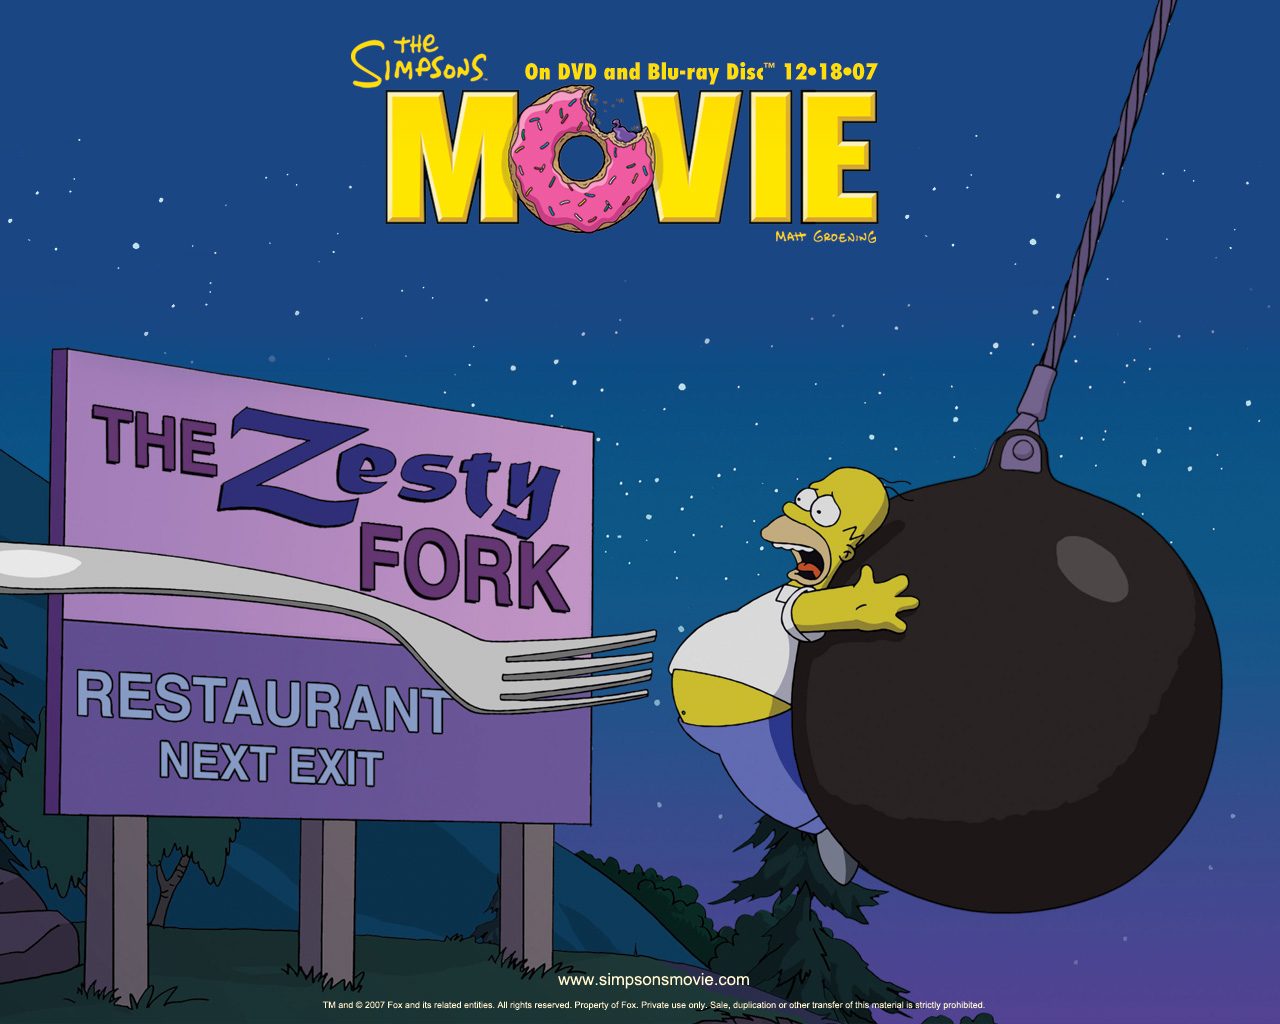 THE
SIMPSONS™
On DVD and Blu-ray Disc™ 12•18•07
MOVIE
MATT GROENING
THE Zesty
FORK
RESTAURANT
NEXT EXIT
www.simpsonsmovie.com
TM and © 2007 Fox and its related entities. All rights reserved. Property of Fox. Private use only. Sale, duplication or other transfer of this material is strictly prohibited.